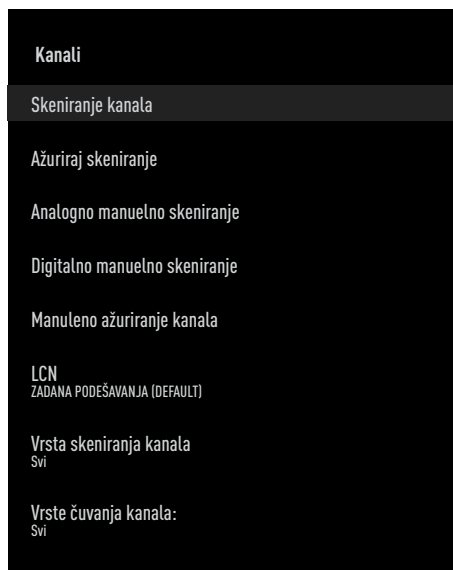 Kanali
Skeniranje kanala
Ažuriraj skeniranje
Analogno manuelno skeniranje
Digitalno manuelno skeniranje
Manuleno ažuriranje kanala
LCN
ZADANA PODEŠAVANJA (DEFAULT)
Vrsta skeniranja kanala
Svi
Vrste čuvanja kanala:
Svi